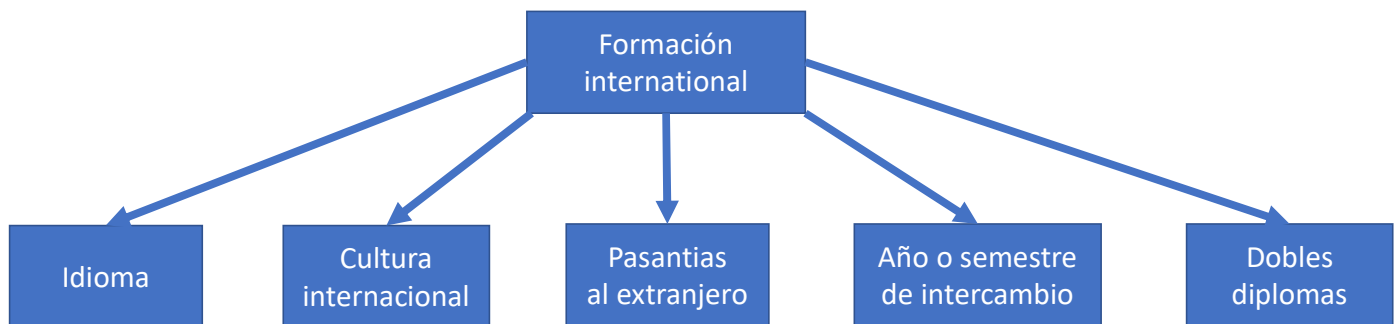 Formación
international
Idioma
Cultura
internacional
Pasantias
al extranjero
Año o semestre
de intercambio
Dobles
diplomas